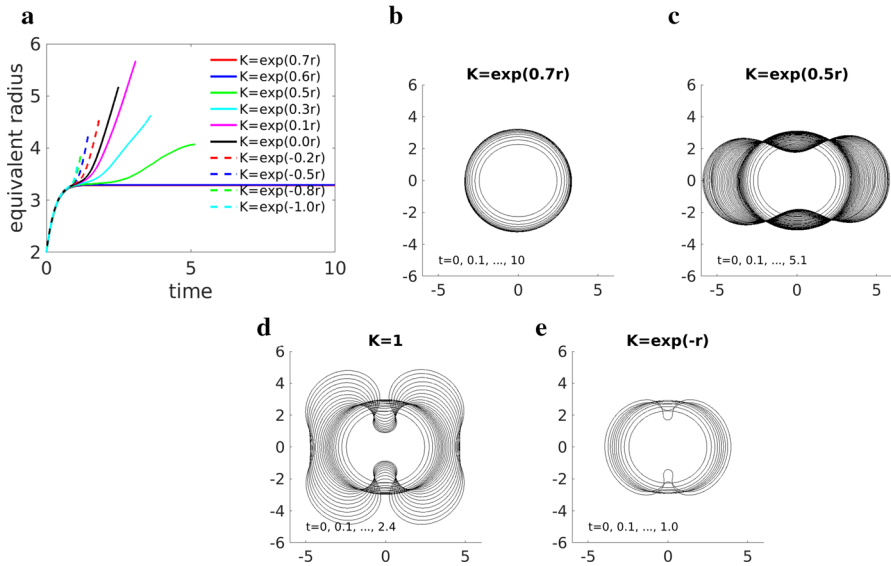 a
6
5
4
3
2
equivalent radius
0
5
10
time
K=exp(0.7r)
K=exp(0.6r)
K=exp(0.5r)
K=exp(0.3r)
K=exp(0.1r)
K=exp(0.0r)
K=exp(-0.2r)
K=exp(-0.5r)
K=exp(-0.8r)
K=exp(-1.0r)
b
K=exp(0.7r)
6
4
2
0
-2
-4
-6
t=0, 0.1, ..., 10
-5
0
5
c
K=exp(0.5r)
6
4
2
0
-2
-4
-6
t=0, 0.1, ..., 5.1
-5
0
5
d
K=1
6
4
2
0
-2
-4
-6
t=0, 0.1, ..., 2.4
-5
0
5
e
K=exp(-r)
6
4
2
0
-2
-4
-6
t=0, 0.1, ..., 1.0
-5
0
5